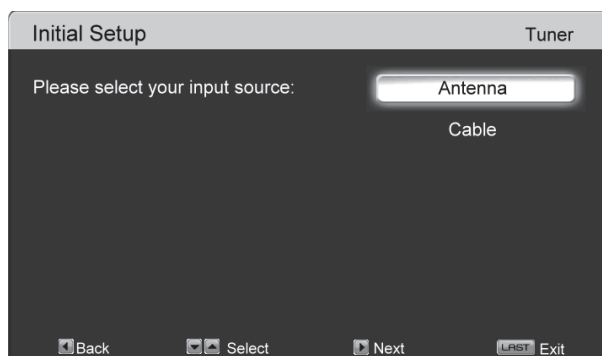 Initial Setup Tuner
Please select your input source: Antenna
Cable
Back Select Next LAST Exit